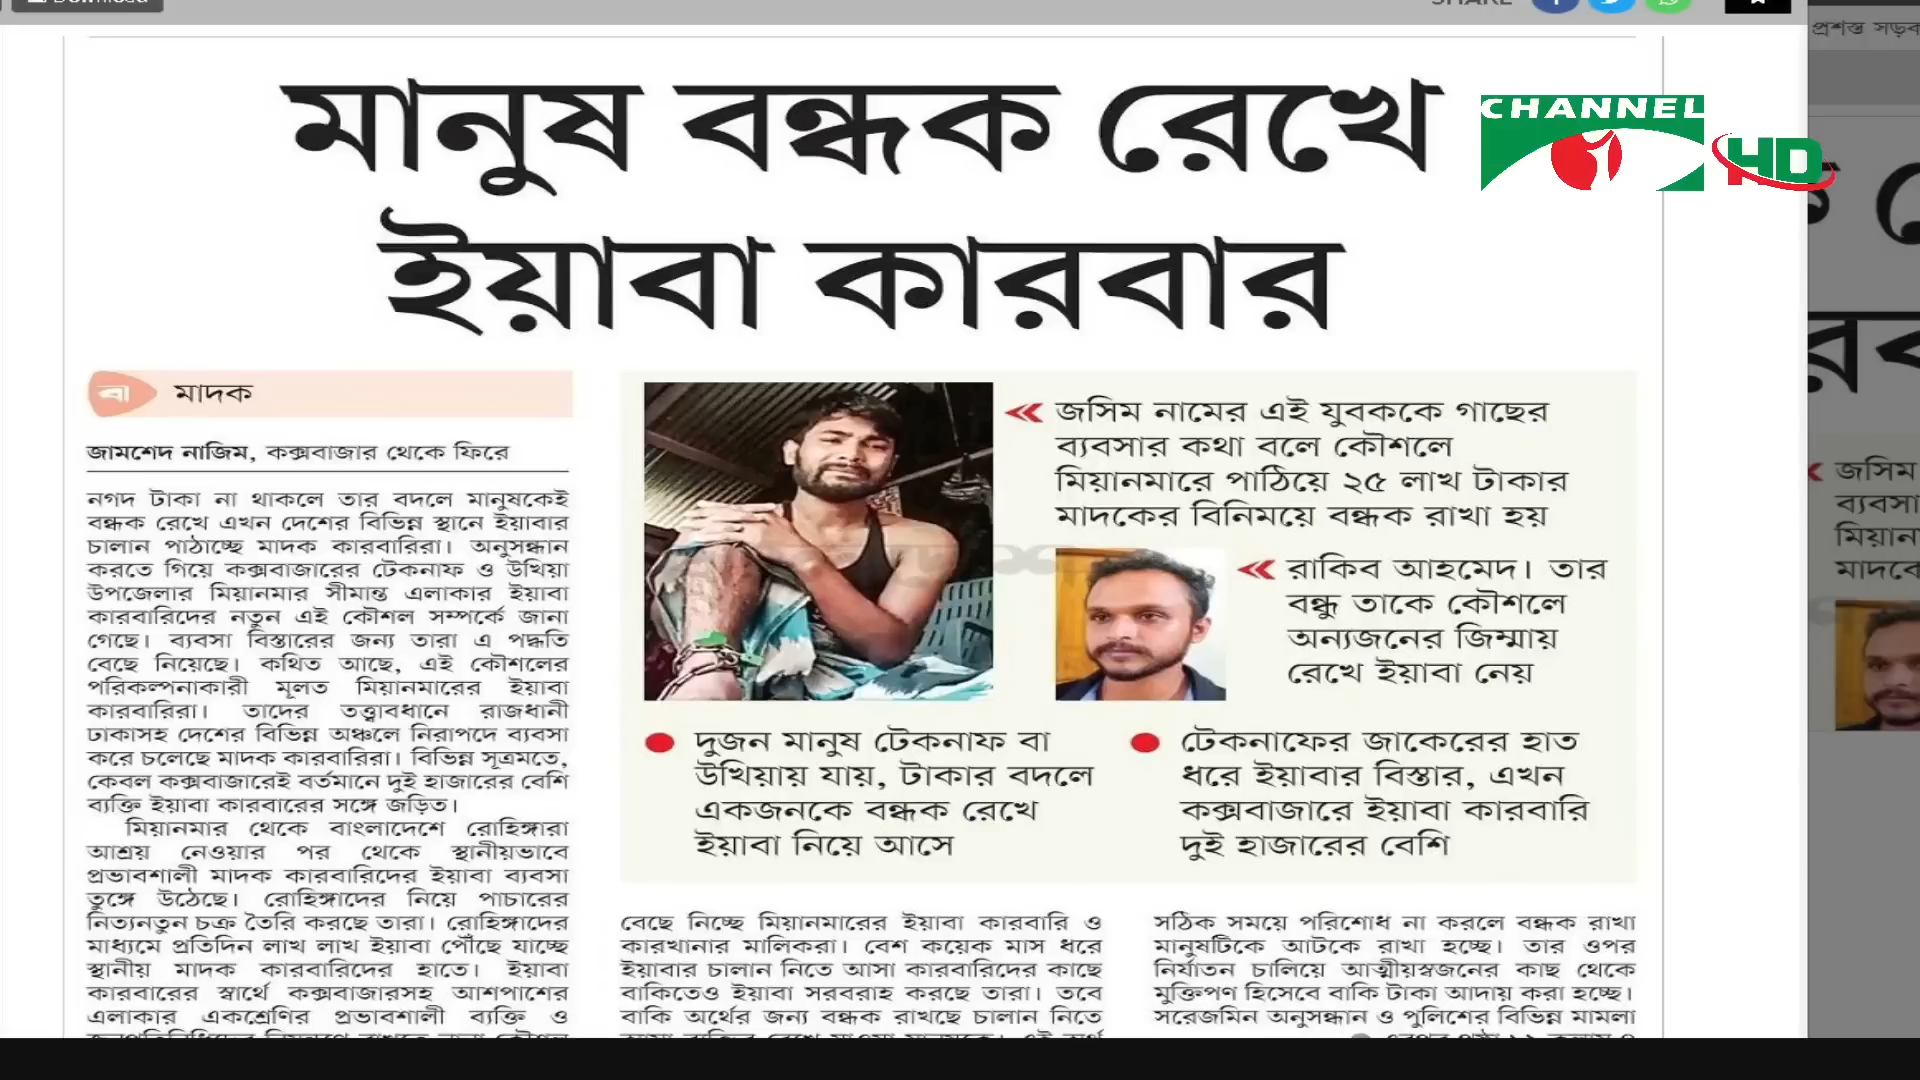 Download
SHARE
মানুষ বন্ধক রেখে
ইয়াবা কারবার
CHANNEL
HD
মাদক
জামশেদ নাজিম, কক্সবাজার থেকে ফিরে
নগদ টাকা না থাকলে তার বদলে মানুষকেই
বন্ধক রেখে এখন দেশের বিভিন্ন স্থানে ইয়াবার
চালান পাঠাচ্ছে মাদক কারবারিরা। অনুসন্ধান
করতে গিয়ে কক্সবাজারের টেকনাফ ও উখিয়া
উপজেলার মিয়ানমার সীমান্ত এলাকার ইয়াবা
কারবারিদের নতুন এই কৌশল সম্পর্কে জানা
গেছে। ব্যবসা বিস্তারের জন্য তারা এ পদ্ধতি
বেছে নিয়েছে। কথিত আছে, এই কৌশলের
পরিকল্পনাকারী মূলত মিয়ানমারের ইয়াবা
কারবারিরা। তাদের তত্ত্বাবধানে রাজধানী
ঢাকাসহ দেশের বিভিন্ন অঞ্চলে নিরাপদে ব্যবসা
করে চলেছে মাদক কারবারিরা। বিভিন্ন সূত্রমতে,
কেবল কক্সবাজারেই বর্তমানে দুই হাজারের বেশি
ব্যক্তি ইয়াবা কারবারের সঙ্গে জড়িত।
মিয়ানমার থেকে বাংলাদেশে রোহিঙ্গারা
আশ্রয় নেওয়ার পর থেকে স্থানীয়ভাবে
প্রভাবশালী মাদক কারবারিদের ইয়াবা ব্যবসা
তুঙ্গে উঠেছে। রোহিঙ্গাদের নিয়ে পাচারের
নিত্যনতুন চক্র তৈরি করছে তারা। রোহিঙ্গাদের
মাধ্যমে প্রতিদিন লাখ লাখ ইয়াবা পৌঁছে যাচ্ছে
স্থানীয় মাদক কারবারিদের হাতে। ইয়াবা
কারবারের স্বার্থে কক্সবাজারসহ আশপাশের
এলাকার একশ্রেণির প্রভাবশালী ব্যক্তি ও
জসিম নামের এই যুবককে গাছের
ব্যবসার কথা বলে কৌশলে
মিয়ানমারে পাঠিয়ে ২৫ লাখ টাকার
মাদকের বিনিময়ে বন্ধক রাখা হয়
রাকিব আহমেদ। তার
বন্ধু তাকে কৌশলে
অন্যজনের জিম্মায়
রেখে ইয়াবা নেয়
দুজন মানুষ টেকনাফ বা
উখিয়ায় যায়, টাকার বদলে
একজনকে বন্ধক রেখে
ইয়াবা নিয়ে আসে
টেকনাফের জাকেরের হাত
ধরে ইয়াবার বিস্তার, এখন
কক্সবাজারে ইয়াবা কারবারি
দুই হাজারের বেশি
বেছে নিচ্ছে মিয়ানমারের ইয়াবা কারবারি ও
কারখানার মালিকরা। বেশ কয়েক মাস ধরে
ইয়াবার চালান নিতে আসা কারবারিদের কাছে
বাকিতেও ইয়াবা সরবরাহ করছে তারা। তবে
বাকি অর্থের জন্য বন্ধক রাখছে চালান নিতে
সঠিক সময়ে পরিশোধ না করলে বন্ধক রাখা
মানুষটিকে আটকে রাখা হচ্ছে। তার ওপর
নির্যাতন চালিয়ে আত্মীয়স্বজনের কাছ থেকে
মুক্তিপণ হিসেবে বাকি টাকা আদায় করা হচ্ছে।
সরেজমিন অনুসন্ধান ও পুলিশের বিভিন্ন মামলা
প্রশস্ত সড়ক
জসিম
ব্যবসা
মিয়ান
মাদকে